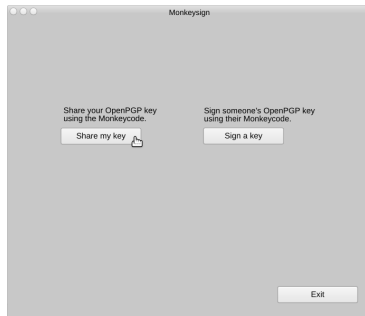 Monkeysign
Share your OpenPGP key
using the Monkeycode.
Share my key
Sign someone's OpenPGP key
using their Monkeycode.
Sign a key
Exit